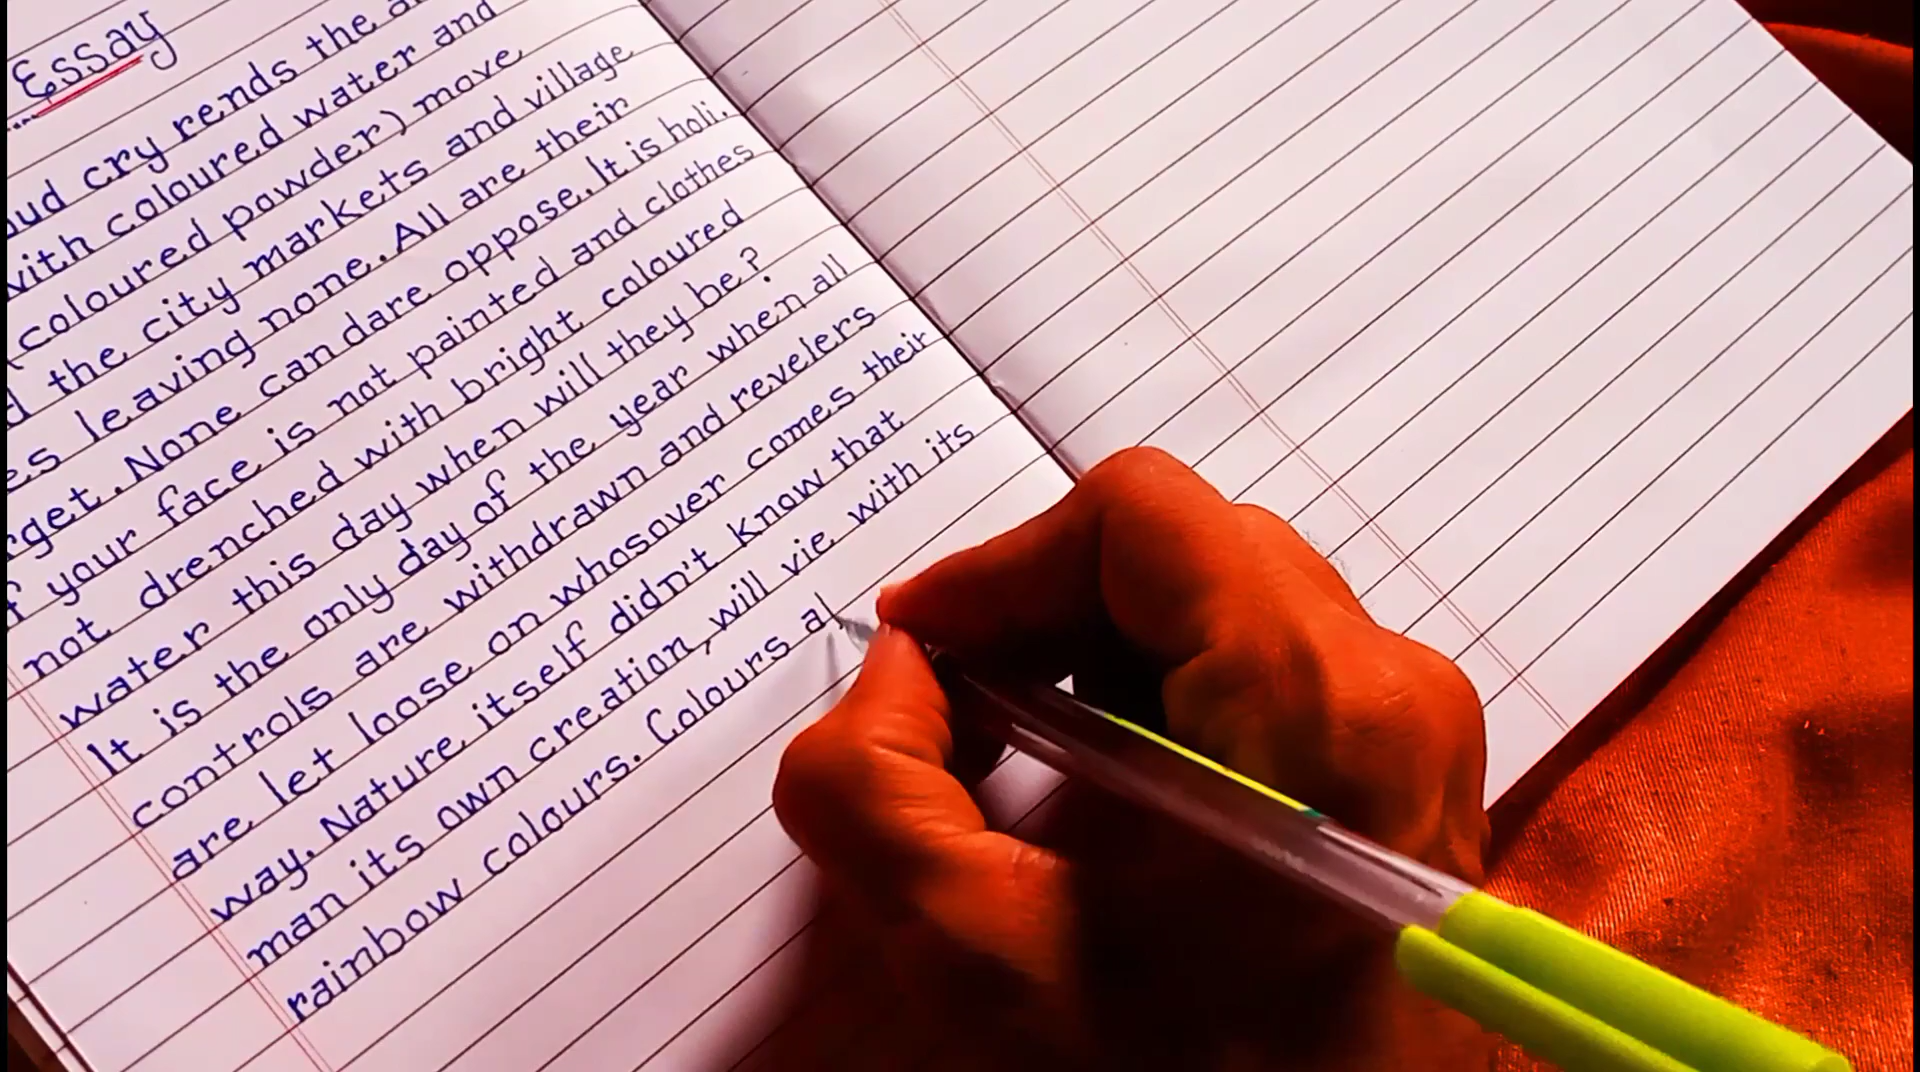 Essay
cry rends the
with coloured water and
coloured powder) move
the city markets and village
leaving none. All are their
None can dare oppose. It is holi.
your face is not painted and clothes
not drenched with bright coloured
water this day when will they be?
It is the only day of the year when all
controls are withdrawn and revelers
are let loose on whosover comes their
way. Nature itself didn't know that
man its own creation, will vie with its
rainbow colours. Colours al